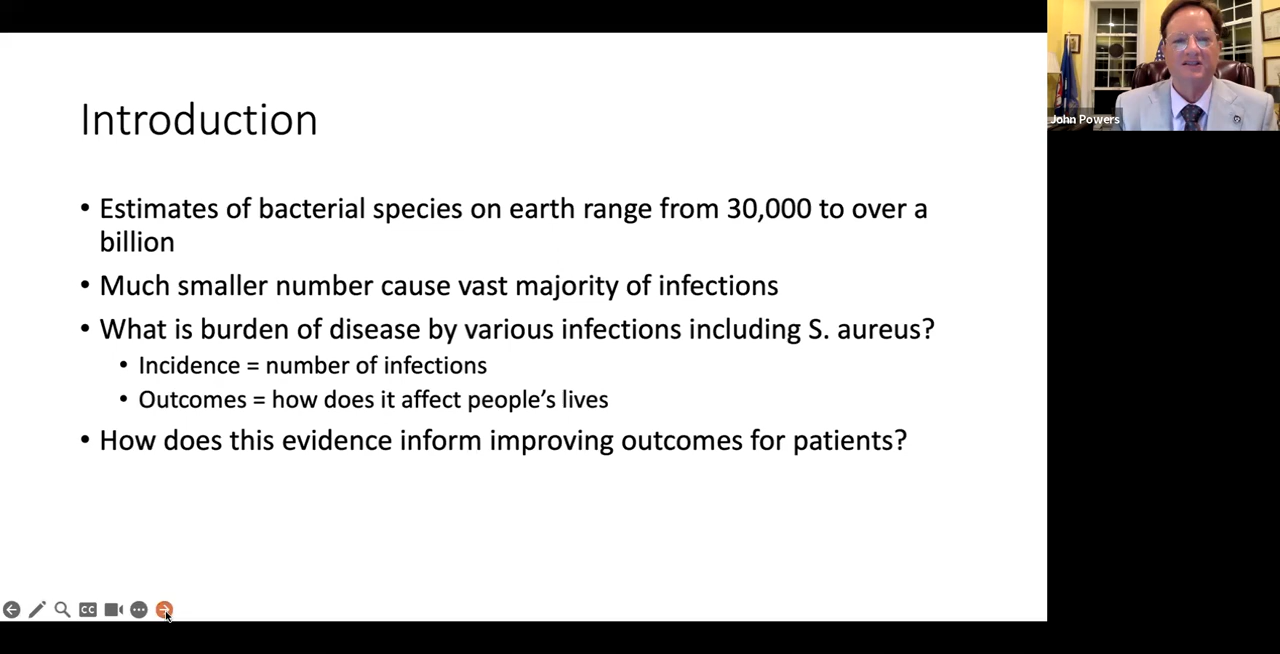 Introduction
• Estimates of bacterial species on earth range from 30,000 to over a
billion
• Much smaller number cause vast majority of infections
• What is burden of disease by various infections including S. aureus?
• Incidence = number of infections
• Outcomes = how does it affect people’s lives
• How does this evidence inform improving outcomes for patients?
John Powers
CC